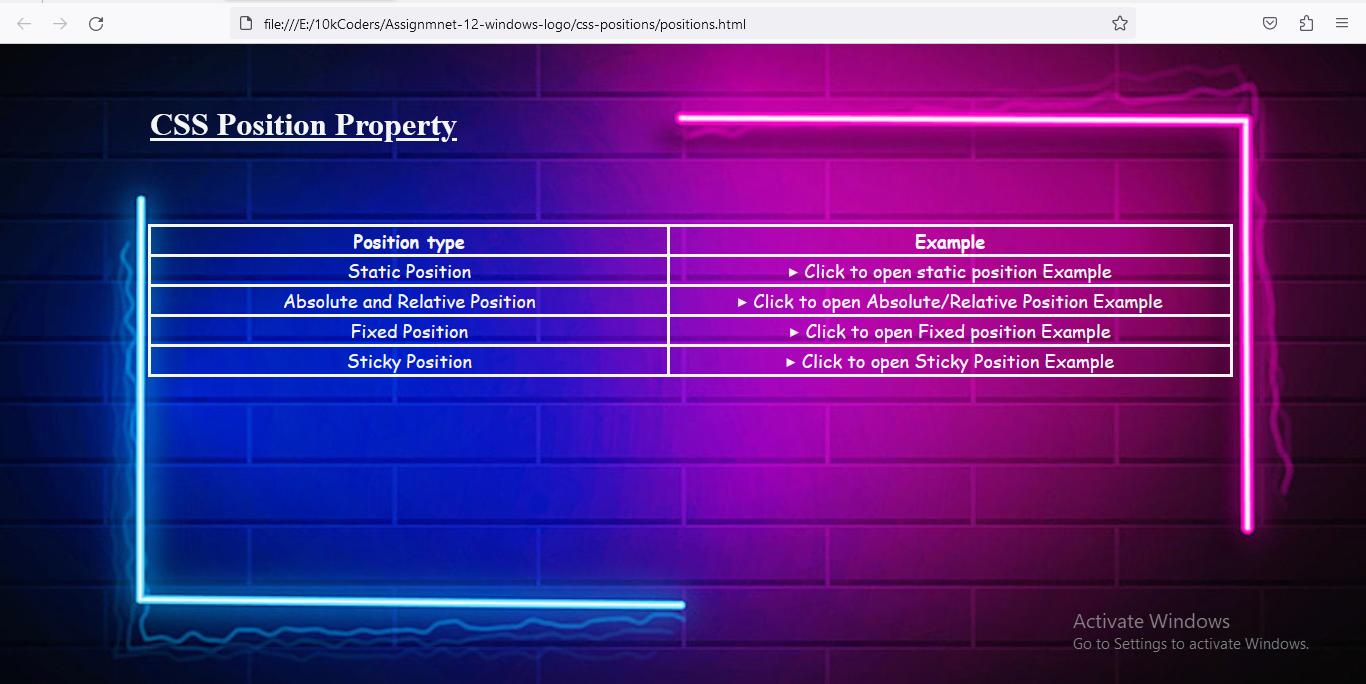 file:///E:/10kCoders/Assignmnet-12-windows-logo/css-positions/positions.html
CSS Position Property
Position type Example
Static Position ▸ Click to open static position Example
Absolute and Relative Position ▸ Click to open Absolute/Relative Position Example
Fixed Position ▸ Click to open Fixed position Example
Sticky Position ▸ Click to open Sticky Position Example
Activate Windows
Go to Settings to activate Windows.